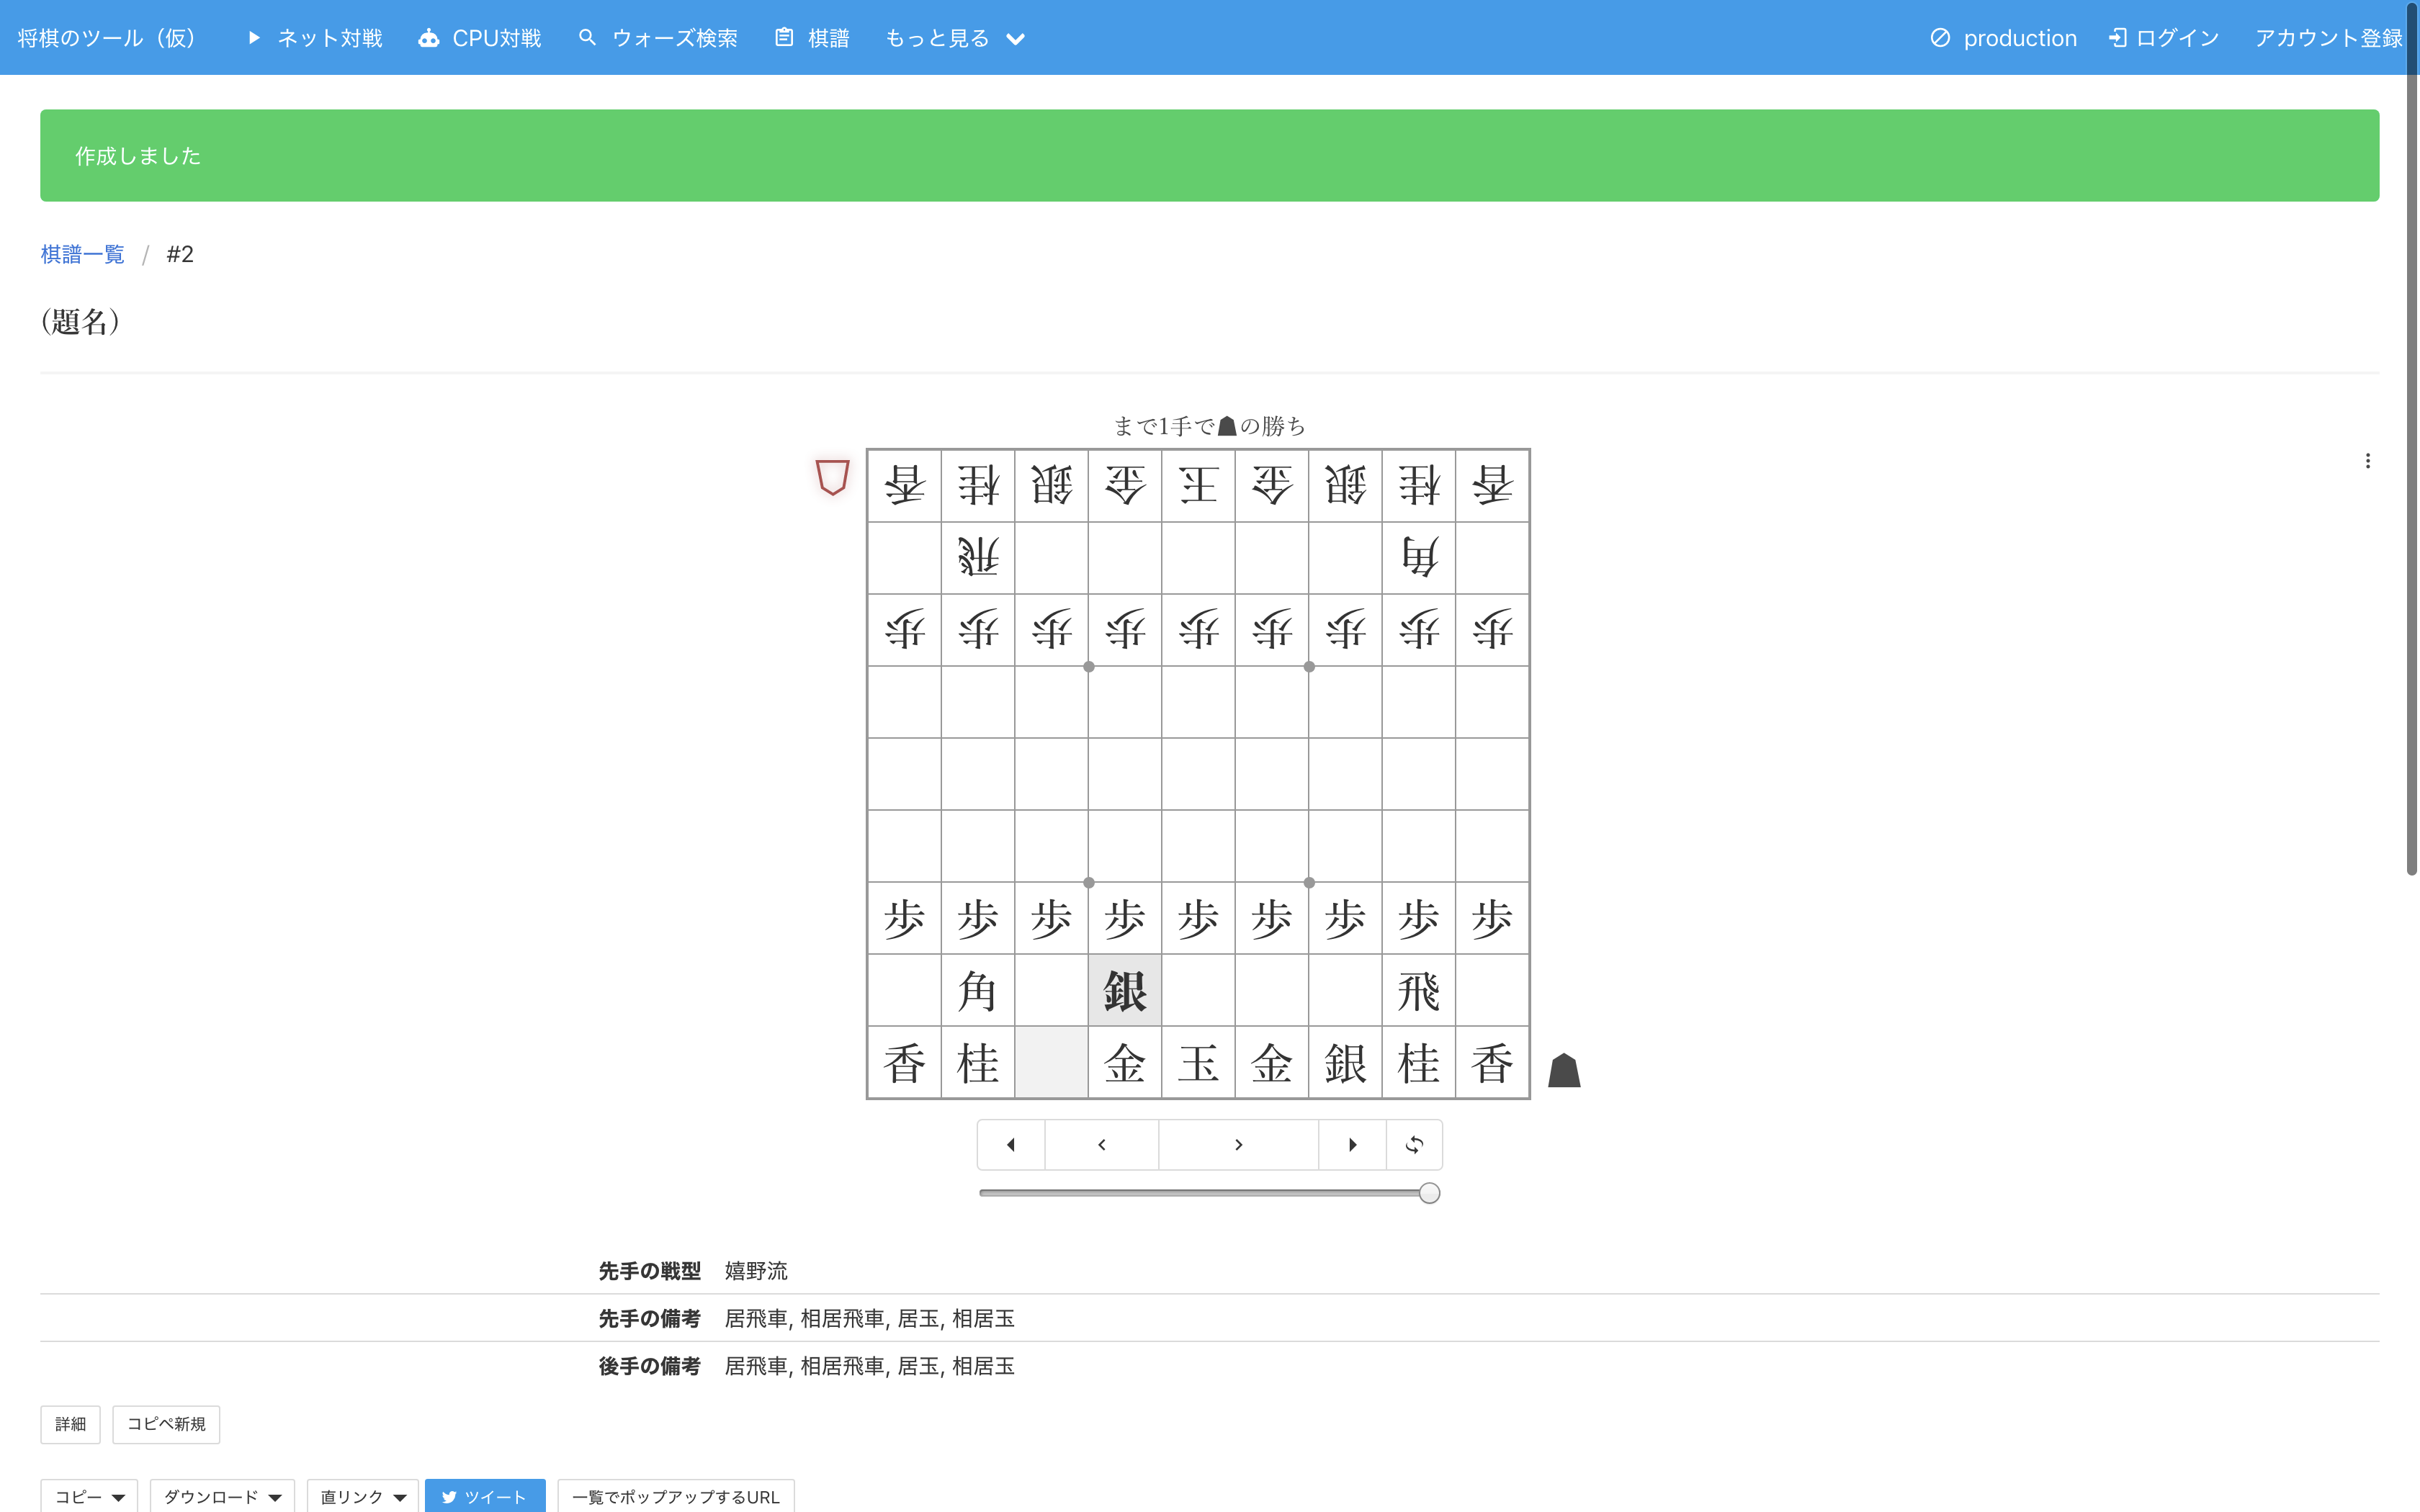 将棋のツール（仮） ネット対戦 CPU対戦 ウォーズ検索 棋譜 もっと見る production ログイン アカウント登録
作成しました
棋譜一覧 / #2
(題名)
まで1手で☗の勝ち
香 桂 銀 金 王 金 銀 桂 香
飛 角
歩 歩 歩 歩 歩 歩 歩 歩 歩
歩 歩 歩 歩 歩 歩 歩 歩 歩
角 銀 飛
香 桂 金 玉 金 銀 桂 香
先手の戦型 嬉野流
先手の備考 居飛車, 相居飛車, 居玉, 相居玉
後手の備考 居飛車, 相居飛車, 居玉, 相居玉
詳細 コピペ新規
コピー ダウンロード 直リンク ツイート 一覧でポップアップするURL